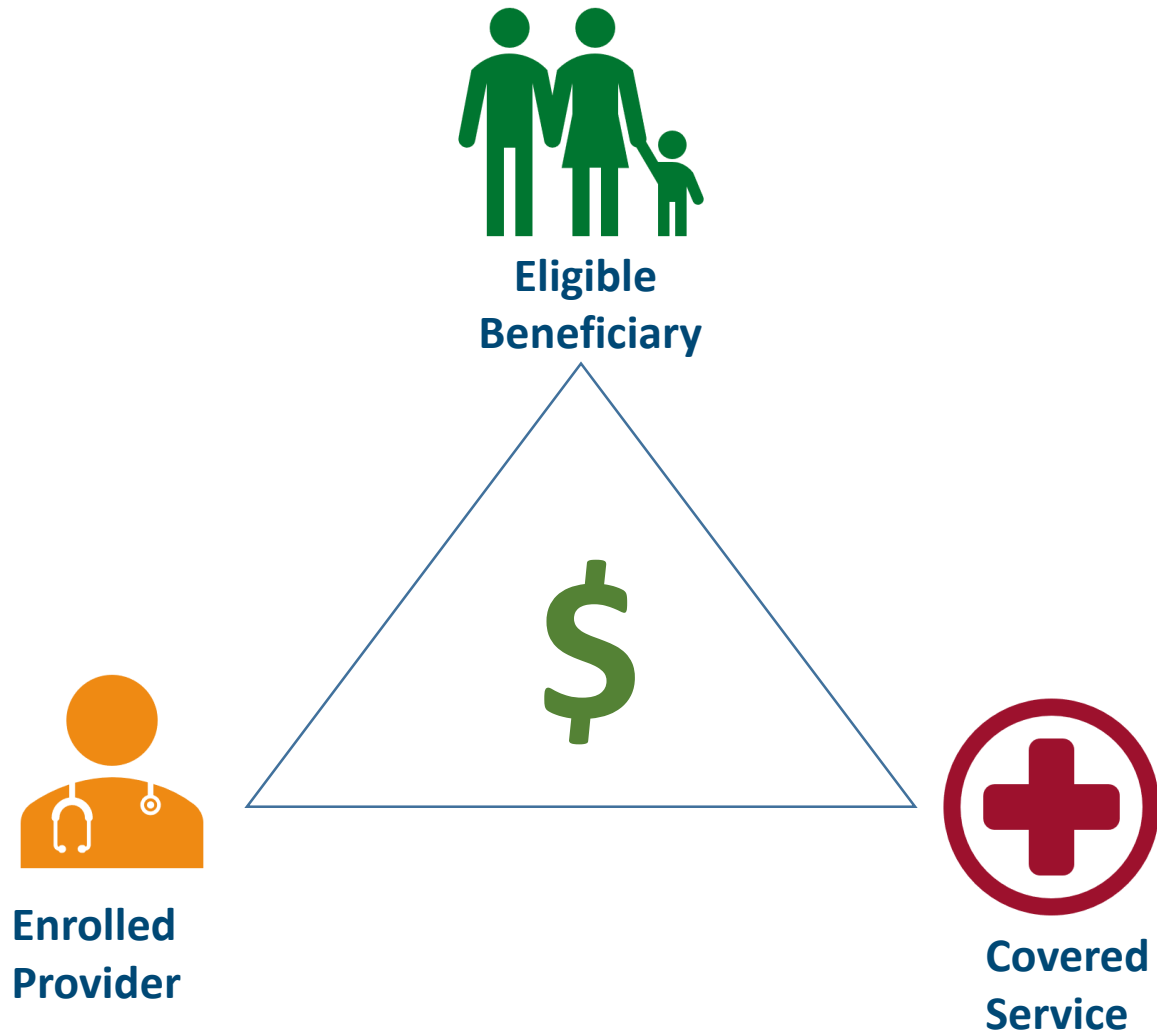 Eligible
Beneficiary
$
Enrolled
Provider
Covered
Service